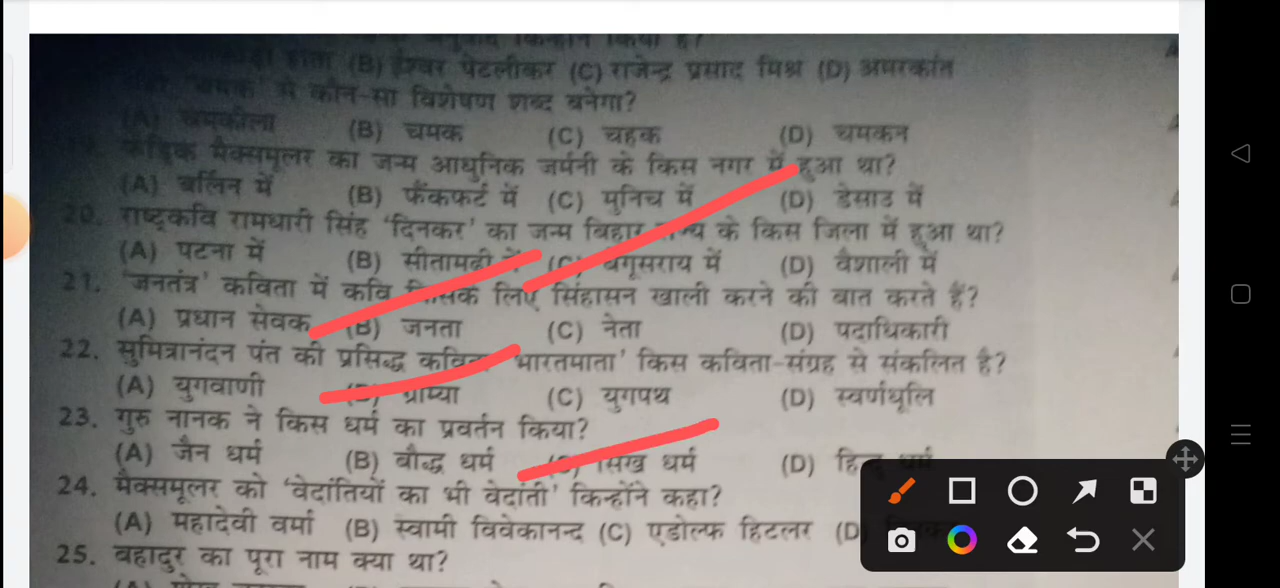 किन्होंने किया है?
(B) ईश्वर पेटलीकर (C) राजेन्द्र प्रसाद मिश्र (D) अमरकांत
से कौन-सा विशेषण शब्द बनेगा?
(A) चमकीला (B) चमक (C) चहक (D) चमकन
मैक्समूलर का जन्म आधुनिक जर्मनी के किस नगर में हुआ था?
(A) बर्लिन में (B) फ्रैंकफर्ट में (C) मुनिच में (D) डेसाउ में
20. राष्ट्रकवि रामधारी सिंह 'दिनकर' का जन्म बिहार राज्य के किस जिला में हुआ था?
(A) पटना में (B) सीतामढ़ी में (C) बेगूसराय में (D) वैशाली में
21. 'जनतंत्र' कविता में कवि किसके लिए सिंहासन खाली करने की बात करते हैं?
(A) प्रधान सेवक (B) जनता (C) नेता (D) पदाधिकारी
22. सुमित्रानंदन पंत की प्रसिद्ध कविता 'भारतमाता' किस कविता-संग्रह से संकलित है?
(A) युगवाणी (B) ग्राम्या (C) युगपथ (D) स्वर्णधूलि
23. गुरु नानक ने किस धर्म का प्रवर्तन किया?
(A) जैन धर्म (B) बौद्ध धर्म (C) सिख धर्म (D) हिन्दू धर्म
24. मैक्समूलर को 'वेदांतियों का भी वेदांती' किन्होंने कहा?
(A) महादेवी वर्मा (B) स्वामी विवेकानन्द (C) एडोल्फ हिटलर (D)
25. बहादुर का पूरा नाम क्या था?